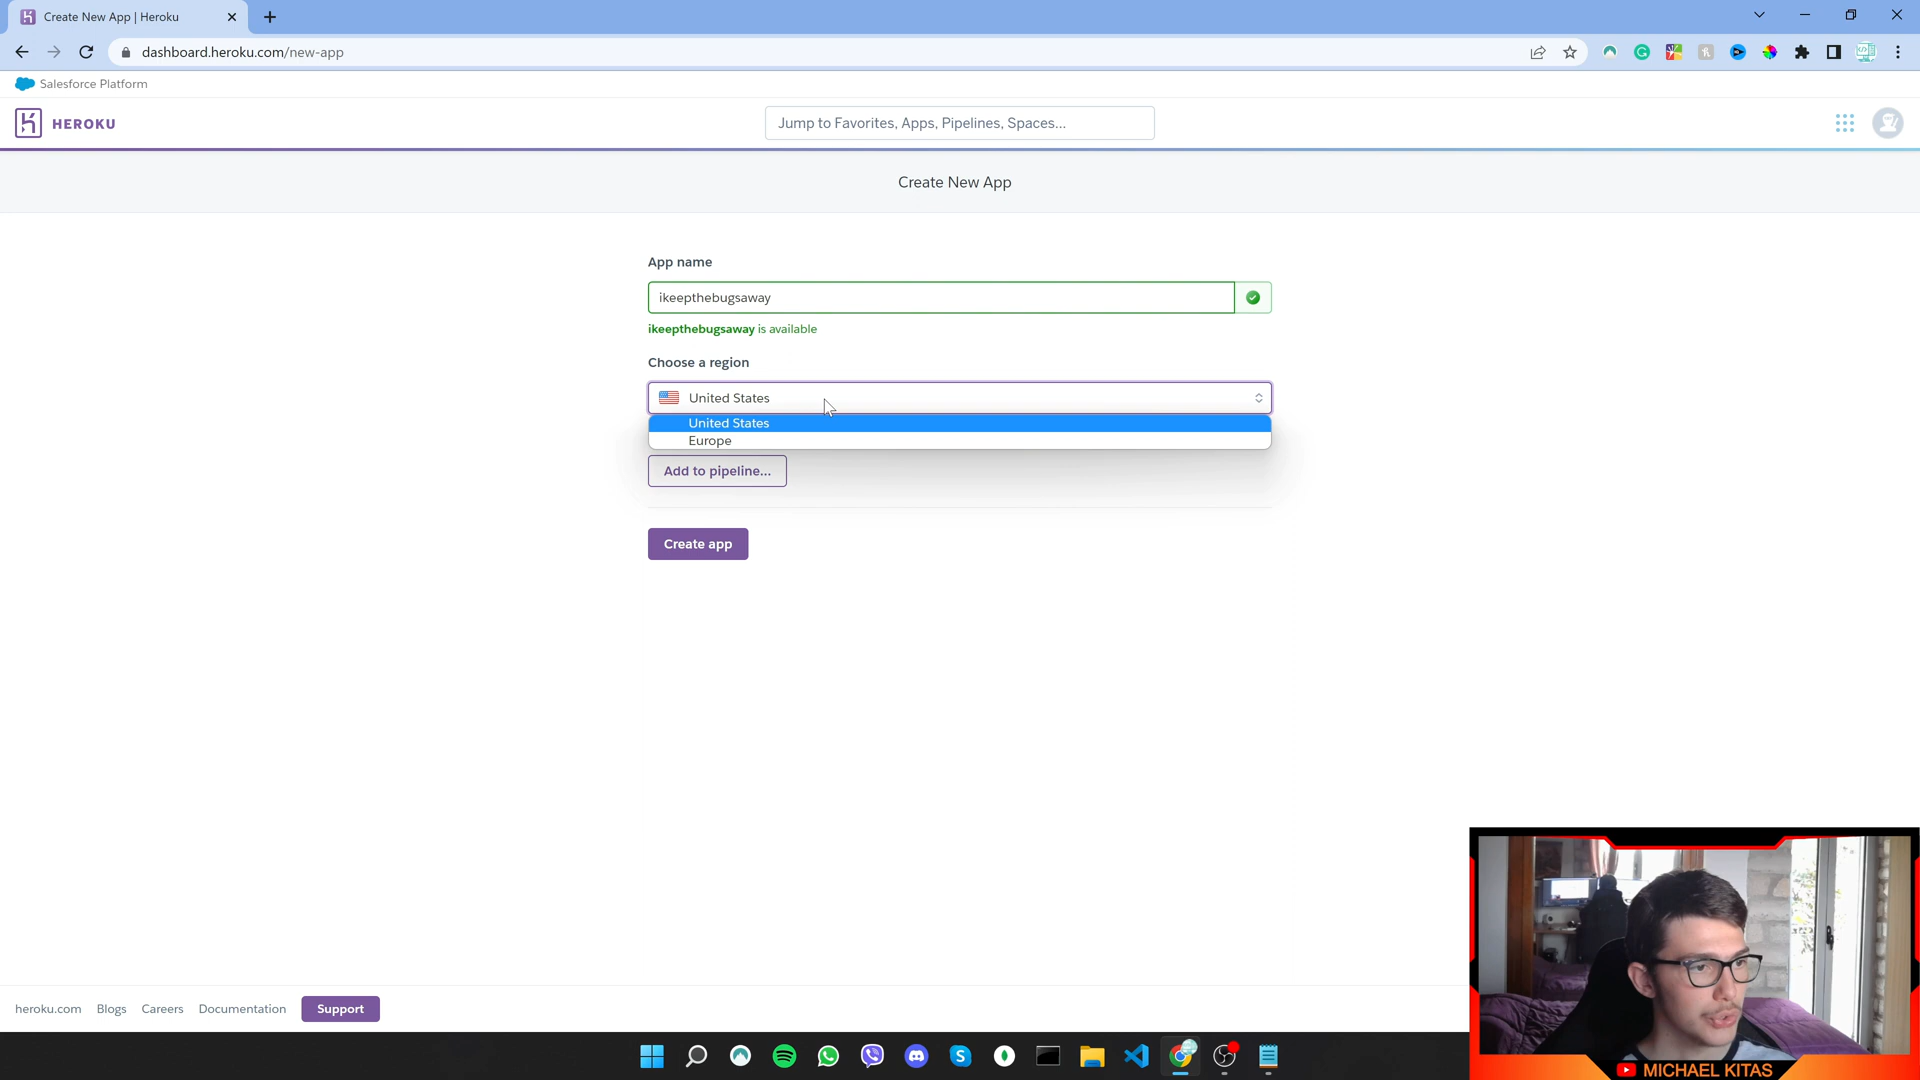 Create New App | Heroku
dashboard.heroku.com/new-app
Salesforce Platform
HEROKU
Jump to Favorites, Apps, Pipelines, Spaces...
Create New App
App name
ikeepthebugsaway
ikeepthebugsaway is available
Choose a region
United States
United States
Europe
Add to pipeline...
Create app
heroku.com Blogs Careers Documentation Support
MICHAEL KITAS